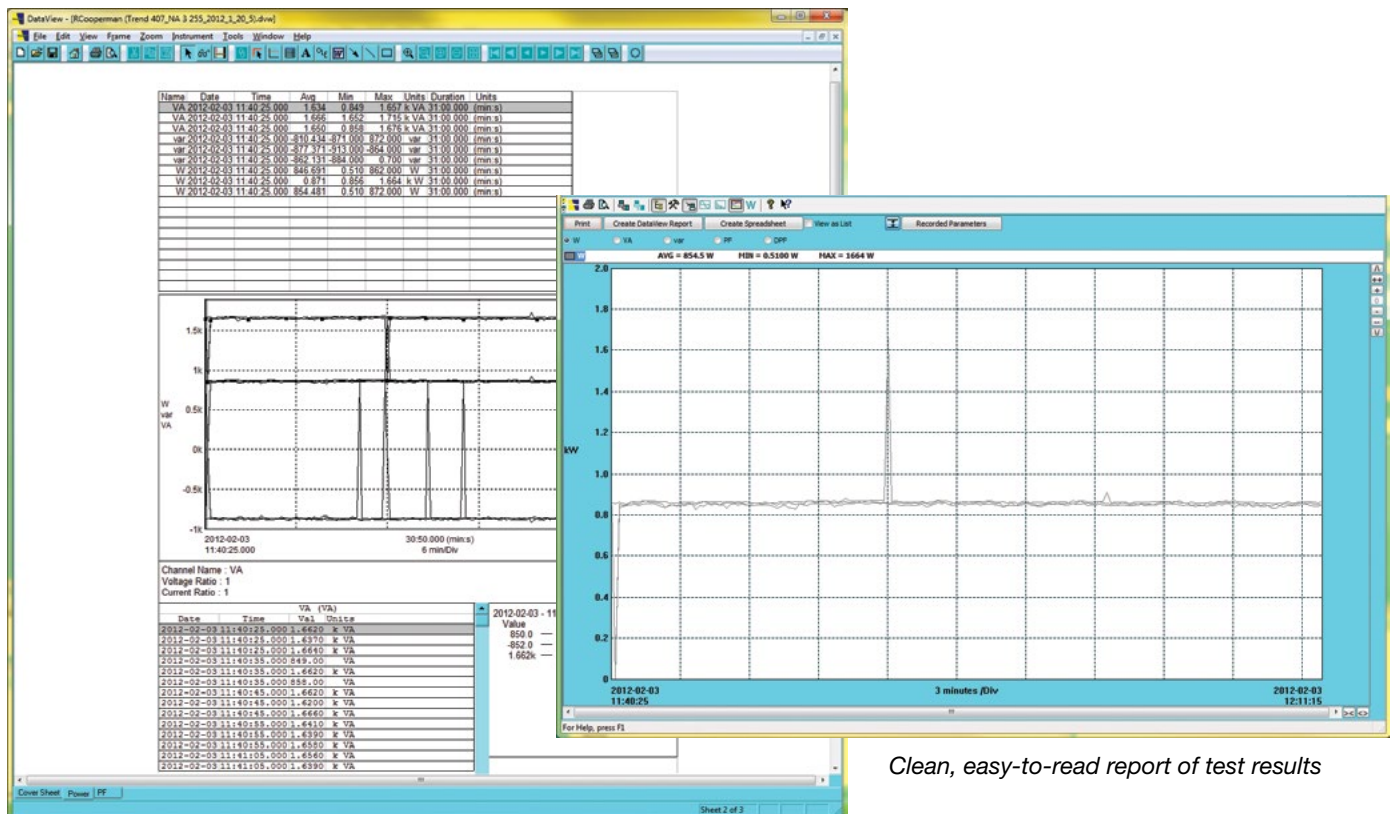 DataView - [RCooperman (Trend 407_NA 3 255_2012_1_20_5).dvw]
File Edit View Frame Zoom Instrument Tools Window Help
Name Date Time Avg Min Max Units Duration Units
VA 2012-02-03 11:40:25.000 1.634 0.849 1.657 k VA 31:00.000 (min:s)
VA 2012-02-03 11:40:25.000 1.666 1.652 1.715 k VA 31:00.000 (min:s)
VA 2012-02-03 11:40:25.000 1.650 0.858 1.676 k VA 31:00.000 (min:s)
var 2012-02-03 11:40:25.000 -810.434 -871.000 872.000 var 31:00.000 (min:s)
var 2012-02-03 11:40:25.000 -877.371 -913.000 -864.000 var 31:00.000 (min:s)
var 2012-02-03 11:40:25.000 -862.131 -884.000 0.700 var 31:00.000 (min:s)
W 2012-02-03 11:40:25.000 846.691 0.510 862.000 W 31:00.000 (min:s)
W 2012-02-03 11:40:25.000 0.871 0.856 1.664 k W 31:00.000 (min:s)
W 2012-02-03 11:40:25.000 854.481 0.510 872.000 W 31:00.000 (min:s)
1.5k
1k
W
var
VA
0.5k
0k
-0.5k
-1k
2012-02-03
11:40:25.000
30:50.000 (min:s)
6 min/Div
Channel Name : VA
Voltage Ratio : 1
Current Ratio : 1
VA (VA)
Date Time Val Units
2012-02-03 11:40:25.000 1.6620 k VA
2012-02-03 11:40:25.000 1.6370 k VA
2012-02-03 11:40:25.000 1.6640 k VA
2012-02-03 11:40:35.000 849.00 VA
2012-02-03 11:40:35.000 1.6620 k VA
2012-02-03 11:40:35.000 858.00 VA
2012-02-03 11:40:45.000 1.6620 k VA
2012-02-03 11:40:45.000 1.6200 k VA
2012-02-03 11:40:45.000 1.6660 k VA
2012-02-03 11:40:55.000 1.6410 k VA
2012-02-03 11:40:55.000 1.6390 k VA
2012-02-03 11:40:55.000 1.6580 k VA
2012-02-03 11:41:05.000 1.6560 k VA
2012-02-03 11:41:05.000 1.6390 k VA
2012-02-03 - 11
Value
850.0
-852.0
1.662k
Cover Sheet Power PF
Sheet 2 of 3
W
Print Create DataView Report Create Spreadsheet View as List Recorded Parameters
W VA var PF DPF
W AVG = 854.5 W MIN = 0.5100 W MAX = 1664 W
2.0
1.8
1.6
1.4
1.2
kW
1.0
0.8
0.6
0.4
0.2
0
2012-02-03
11:40:25
3 minutes /Div
2012-02-03
12:11:15
For Help, press F1
Clean, easy-to-read report of test results